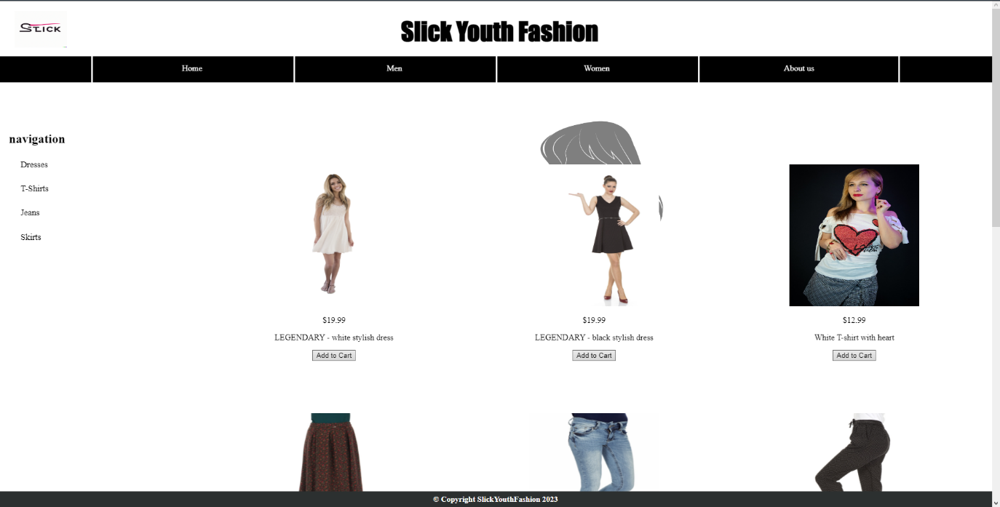 SLICK
Slick Youth Fashion
Home
Men
Women
About us
navigation
Dresses
T-Shirts
Jeans
Skirts
$19.99
LEGENDARY - white stylish dress
Add to Cart
$19.99
LEGENDARY - black stylish dress
Add to Cart
$12.99
White T-shirt with heart
Add to Cart
© Copyright SlickYouthFashion 2023